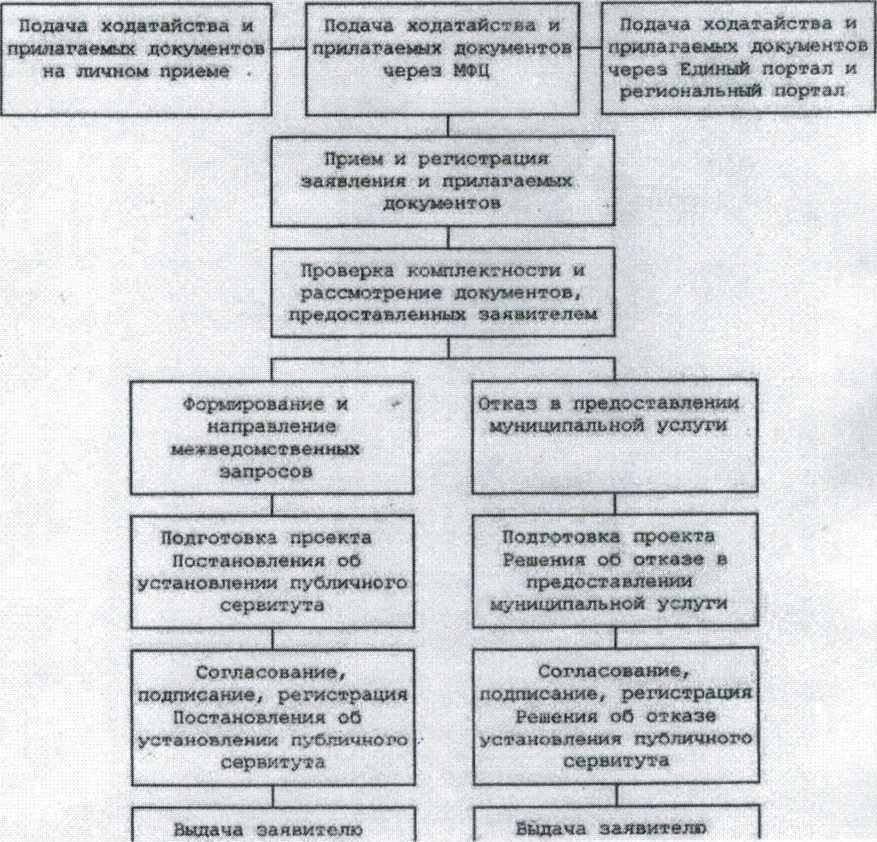 Подача ходатайства и
прилагаемых документов
на личном приеме
Подача ходатайства и
прилагаемых документов
через МФЦ
Подача ходатайства и
прилагаемых документов
через Единый портал и
региональный портал
Прием и регистрация
заявления и прилагаемых
документов
Проверка комплектности и
рассмотрение документов,
предоставленных заявителем
Формирование и
направление
межведомственных
запросов
Отказ в предоставлении
муниципальной услуги
Подготовка проекта
Постановления об
установлении публичного
сервитута
Подготовка проекта
Решения об отказе в
предоставлении
муниципальной услуги
Согласование,
подписание, регистрация
Постановления об
установлении публичного
сервитута
Согласование,
подписание, регистрация
Решения об отказе
установления публичного
сервитута
Выдача заявителю
Выдача заявителю